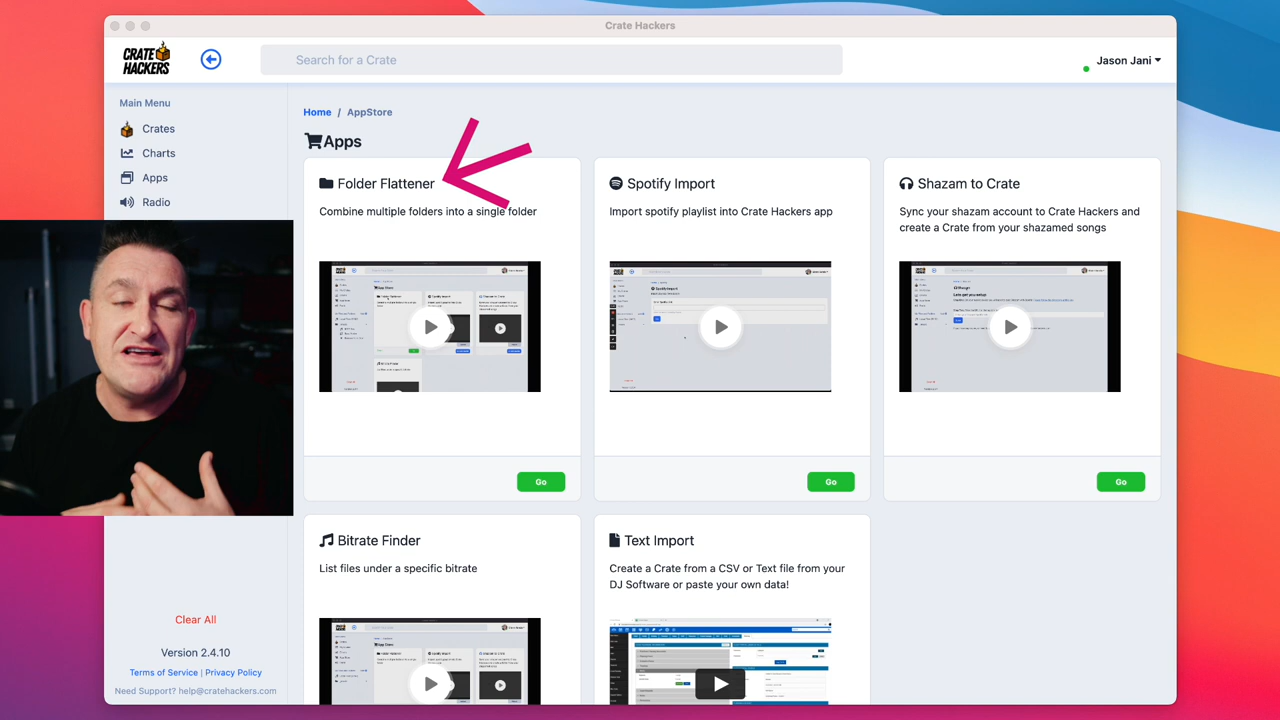 Crate Hackers
CRATE
HACKERS
Search for a Crate
Jason Jani
Main Menu
Crates
Charts
Apps
Radio
Home / AppStore
Apps
Folder Flattener
Combine multiple folders into a single folder
Go
Spotify Import
Import spotify playlist into Crate Hackers app
Go
Shazam to Crate
Sync your shazam account to Crate Hackers and
create a Crate from your shazamed songs
Go
Bitrate Finder
List files under a specific bitrate
Text Import
Create a Crate from a CSV or Text file from your
DJ Software or paste your own data!
Clear All
Version 2.4.10
Terms of Service | Privacy Policy
Need Support? help@cratehackers.com